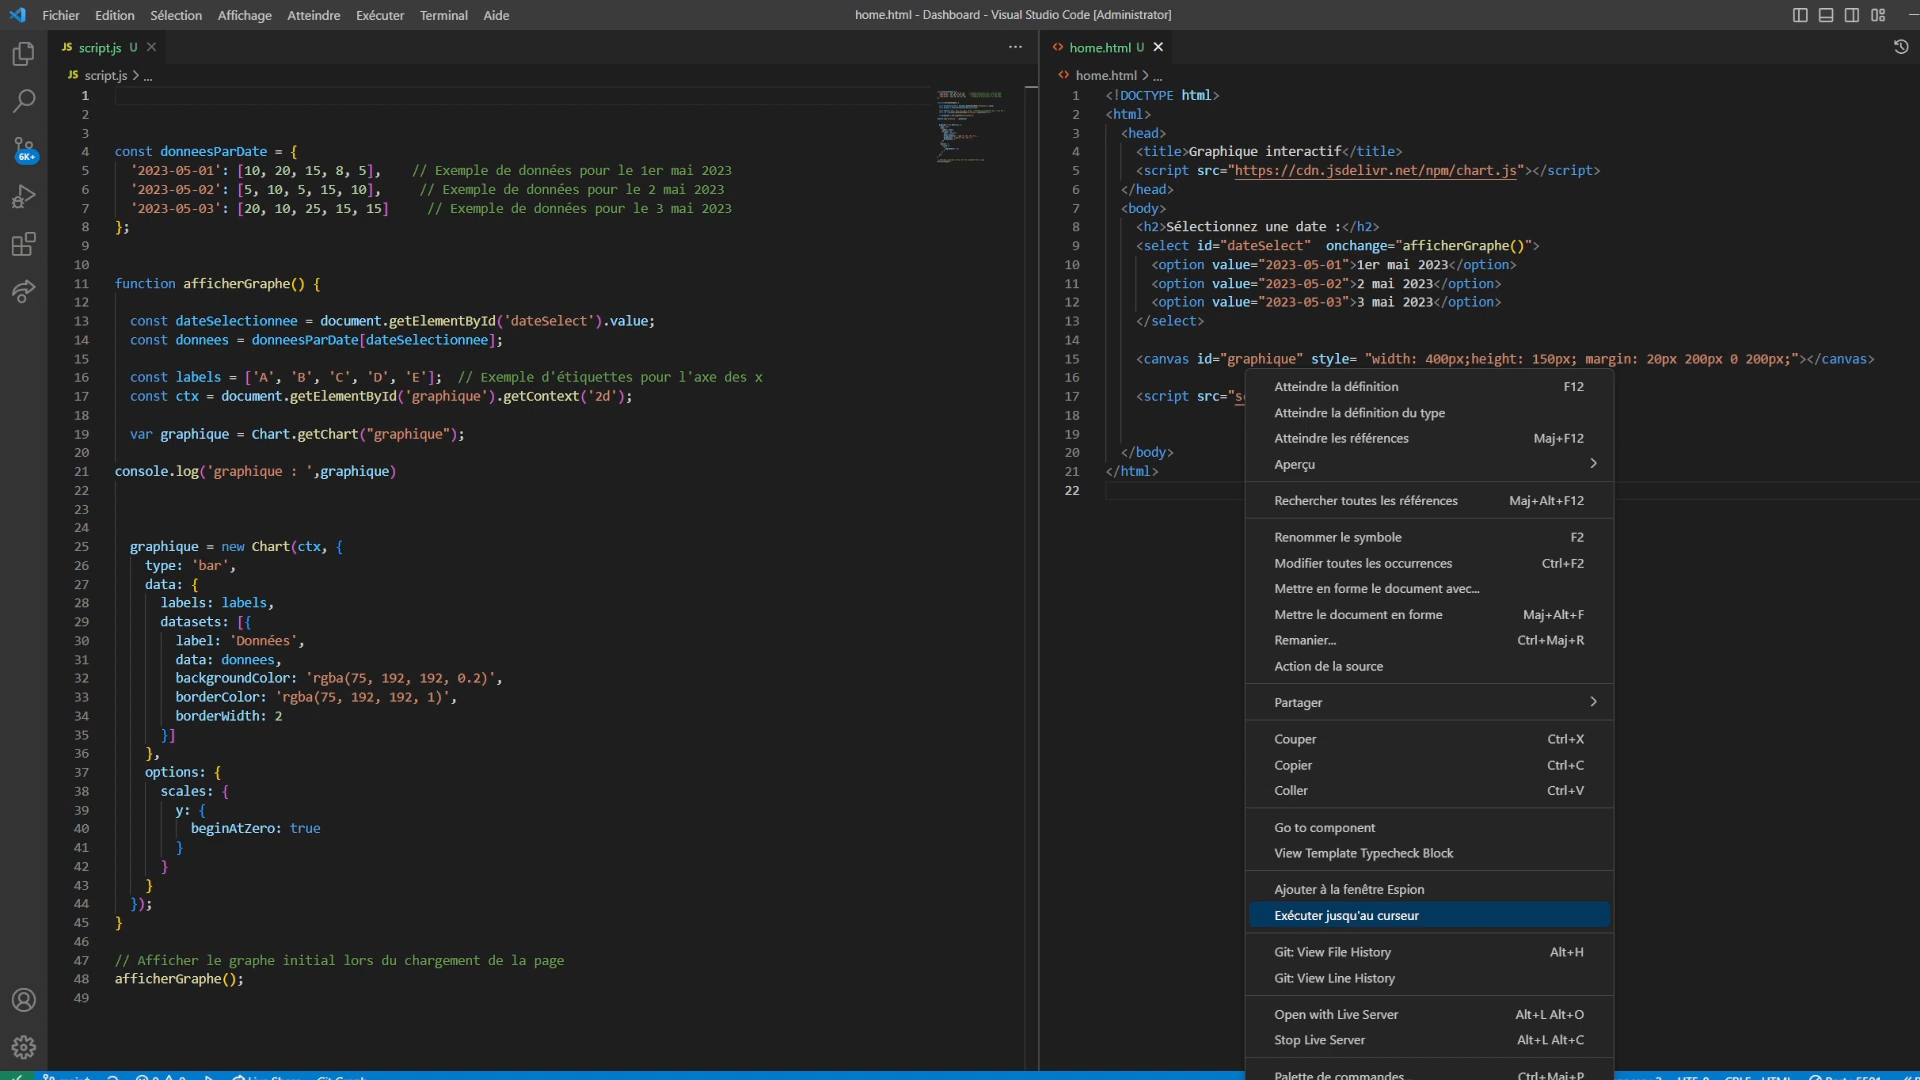 Fichier Edition Sélection Affichage Atteindre Exécuter Terminal Aide
home.html - Dashboard - Visual Studio Code [Administrator]
JS script.js U
JS script.js > ...
6K+
1
2
3
4 const donneesParDate = {
5 '2023-05-01': [10, 20, 15, 8, 5], // Exemple de données pour le 1er mai 2023
6 '2023-05-02': [5, 10, 5, 15, 10], // Exemple de données pour le 2 mai 2023
7 '2023-05-03': [20, 10, 25, 15, 15] // Exemple de données pour le 3 mai 2023
8 };
9
10
11 function afficherGraphe() {
12
13 const dateSelectionnee = document.getElementById('dateSelect').value;
14 const donnees = donneesParDate[dateSelectionnee];
15
16 const labels = ['A', 'B', 'C', 'D', 'E']; // Exemple d'étiquettes pour l'axe des x
17 const ctx = document.getElementById('graphique').getContext('2d');
18
19 var graphique = Chart.getChart("graphique");
20
21 console.log('graphique : ',graphique)
22
23
24
25 graphique = new Chart(ctx, {
26 type: 'bar',
27 data: {
28 labels: labels,
29 datasets: [{
30 label: 'Données',
31 data: donnees,
32 backgroundColor: 'rgba(75, 192, 192, 0.2)',
33 borderColor: 'rgba(75, 192, 192, 1)',
34 borderWidth: 2
35 }]
36 },
37 options: {
38 scales: {
39 y: {
40 beginAtZero: true
41 }
42 }
43 }
44 });
45 }
46
47 // Afficher le graphe initial lors du chargement de la page
48 afficherGraphe();
49
home.html U
home.html > ...
1 <!DOCTYPE html>
2 <html>
3 <head>
4 <title>Graphique interactif</title>
5 <script src="https://cdn.jsdelivr.net/npm/chart.js"></script>
6 </head>
7 <body>
8 <h2>Sélectionnez une date :</h2>
9 <select id="dateSelect" onchange="afficherGraphe()">
10 <option value="2023-05-01">1er mai 2023</option>
11 <option value="2023-05-02">2 mai 2023</option>
12 <option value="2023-05-03">3 mai 2023</option>
13 </select>
14
15 <canvas id="graphique" style= "width: 400px;height: 150px; margin: 20px 200px 0 200px;"></canvas>
16
17 <script src="s
18
19
20 </body>
21 </html>
22
Atteindre la définition F12
Atteindre la définition du type
Atteindre les références Maj+F12
Aperçu >
Rechercher toutes les références Maj+Alt+F12
Renommer le symbole F2
Modifier toutes les occurrences Ctrl+F2
Mettre en forme le document avec...
Mettre le document en forme Maj+Alt+F
Remanier... Ctrl+Maj+R
Action de la source
Partager >
Couper Ctrl+X
Copier Ctrl+C
Coller Ctrl+V
Go to component
View Template Typecheck Block
Ajouter à la fenêtre Espion
Exécuter jusqu'au curseur
Git: View File History Alt+H
Git: View Line History
Open with Live Server Alt+L Alt+O
Stop Live Server Alt+L Alt+C
Palette de commandes Ctrl+Maj+P